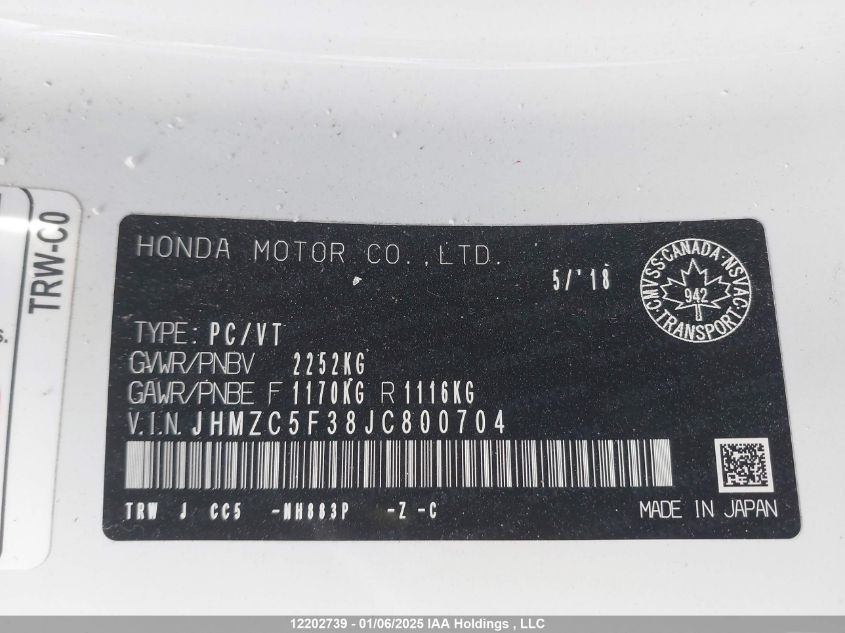 TRW-C0
s.
HONDA MOTOR CO.,LTD.
5/'18
CMVSS·CANADA·NSVAC
942
TRANSPORT
TYPE: PC/VT
GVWR/PNBV 2252KG
GAWR/PNBE F 1170KG R 1116KG
V.I.N. JHMZC5F38JC800704
TRW J CC5 -NH883P -Z -C
MADE IN JAPAN
12202739 - 01/06/2025 IAA Holdings , LLC